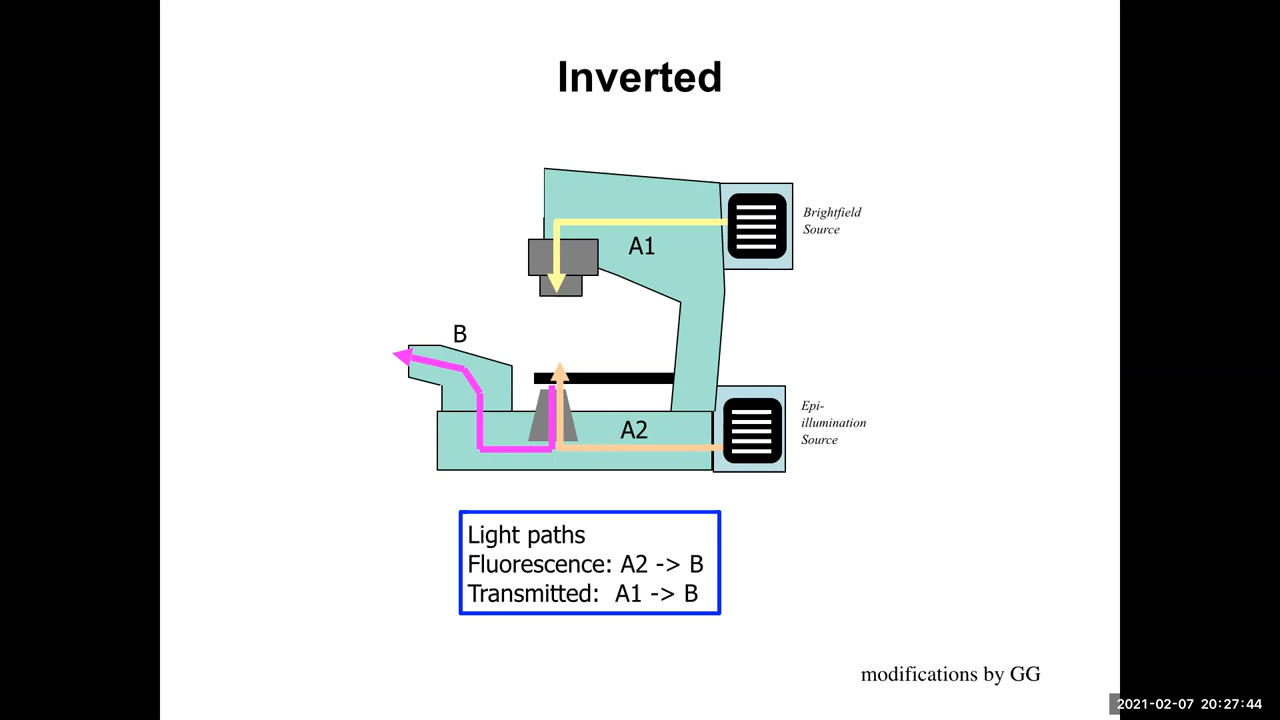 Inverted
Brightfield
Source
A1
B
Epi-
illumination
Source
A2
Light paths
Fluorescence: A2 -> B
Transmitted:  A1 -> B
modifications by GG
2021-02-07 20:27:44